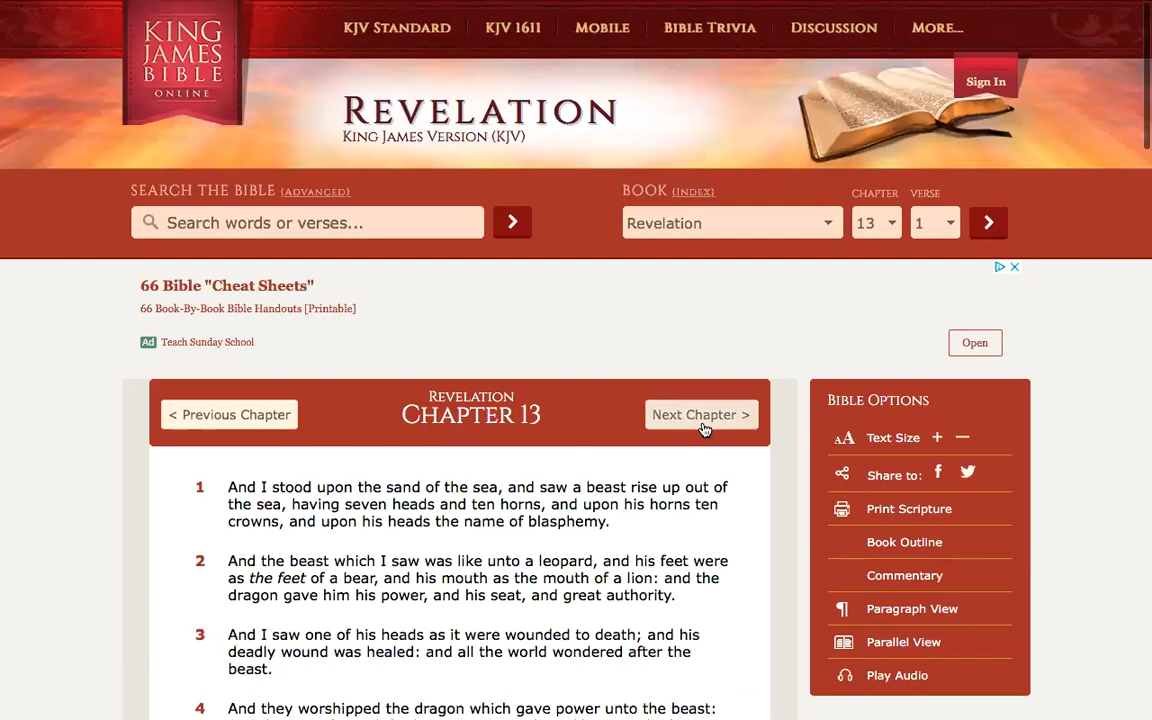 KING
JAMES
BIBLE
ONLINE
KJV STANDARD
KJV 1611
MOBILE
BIBLE TRIVIA
DISCUSSION
MORE...
Sign In
REVELATION
KING JAMES VERSION (KJV)
SEARCH THE BIBLE (ADVANCED)
Search words or verses...
BOOK (INDEX)
CHAPTER
VERSE
Revelation
13
1
66 Bible "Cheat Sheets"
66 Book-By-Book Bible Handouts [Printable]
Ad Teach Sunday School
Open
< Previous Chapter
REVELATION
CHAPTER 13
Next Chapter >
1 And I stood upon the sand of the sea, and saw a beast rise up out of
the sea, having seven heads and ten horns, and upon his horns ten
crowns, and upon his heads the name of blasphemy.
2 And the beast which I saw was like unto a leopard, and his feet were
as the feet of a bear, and his mouth as the mouth of a lion: and the
dragon gave him his power, and his seat, and great authority.
3 And I saw one of his heads as it were wounded to death; and his
deadly wound was healed: and all the world wondered after the
beast.
4 And they worshipped the dragon which gave power unto the beast:
BIBLE OPTIONS
AA Text Size + −
Share to:
Print Scripture
Book Outline
Commentary
¶ Paragraph View
Parallel View
Play Audio